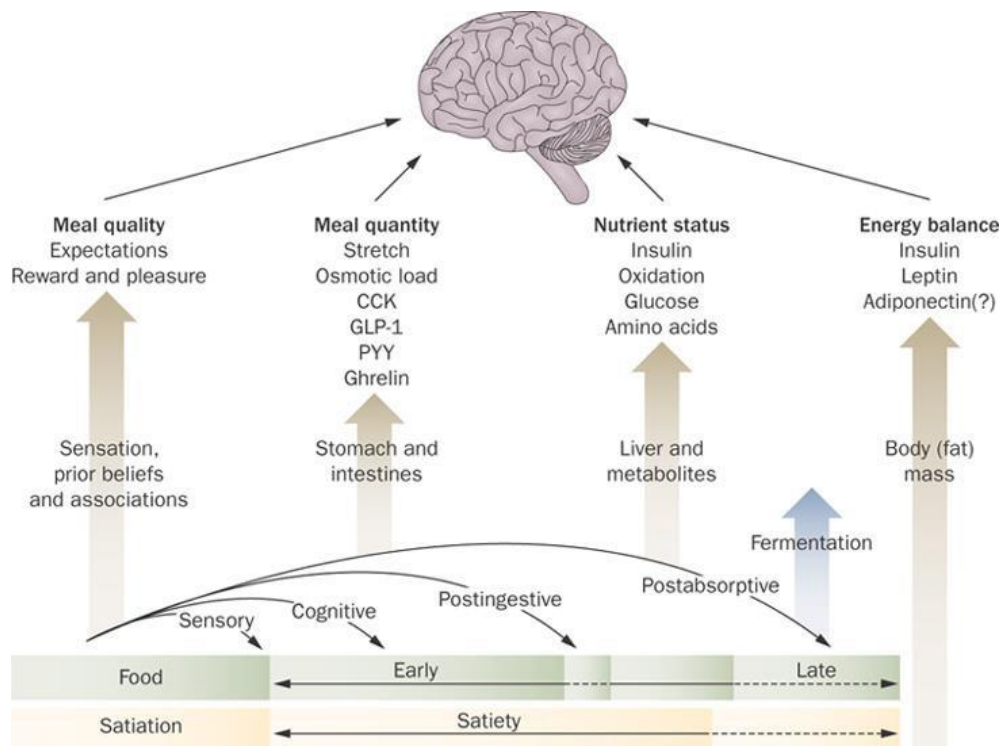 Meal quality
Expectations
Reward and pleasure
Meal quantity
Stretch
Osmotic load
CCK
GLP-1
PYY
Ghrelin
Nutrient status
Insulin
Oxidation
Glucose
Amino acids
Energy balance
Insulin
Leptin
Adiponectin(?)
Sensation,
prior beliefs
and associations
Stomach and
intestines
Liver and
metabolites
Body (fat)
mass
Fermentation
Sensory
Cognitive
Postingestive
Postabsorptive
Food
Early
Late
Satiation
Satiety